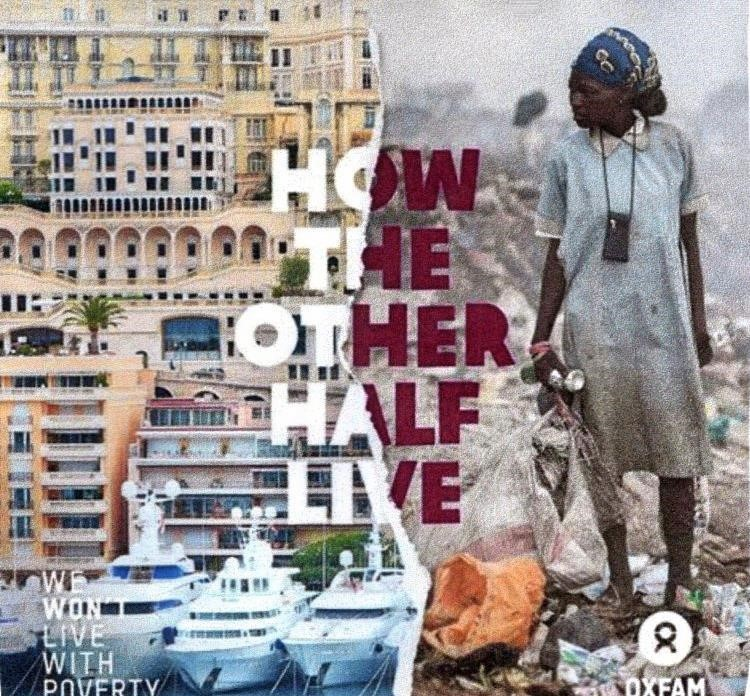 HOW
THE
OTHER
HALF
LIVE
WE
WON'T
LIVE
WITH
POVERTY
OXFAM